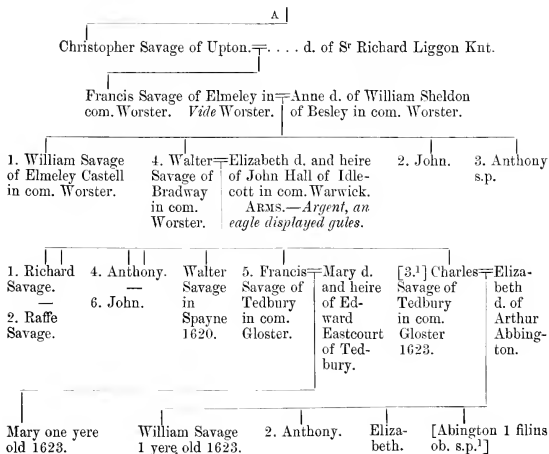 A
Christopher Savage of Upton. . . . . d. of Sr Richard Liggon Knt.
Francis Savage of Elmeley in
com. Worster. Vide Worster.
Anne d. of William Sheldon
of Besley in com. Worster.
1. William Savage
of Elmeley Castell
in com. Worster.
4. Walter
Savage of
Bradway
in com.
Worster.
Elizabeth d. and heire
of John Hall of Idle-
cott in com. Warwick.
ARMS.—Argent, an
eagle displayed gules.
2. John.
3. Anthony
s.p.
1. Richard
Savage.
—
2. Raffe
Savage.
4. Anthony.
—
6. John.
Walter
Savage
in
Spayne
1620.
5. Francis
Savage of
Tedbury
in com.
Gloster.
Mary d.
and heire
of Ed-
ward
Eastcourt
of Ted-
bury.
[3.¹] Charles
Savage of
Tedbury
in com.
Gloster
1623.
Eliza-
beth
d. of
Arthur
Abbing-
ton.
Mary one yere
old 1623.
William Savage
1 yere old 1623.
2. Anthony.
Eliza-
beth.
[Abington 1 filius
ob. s.p.¹]